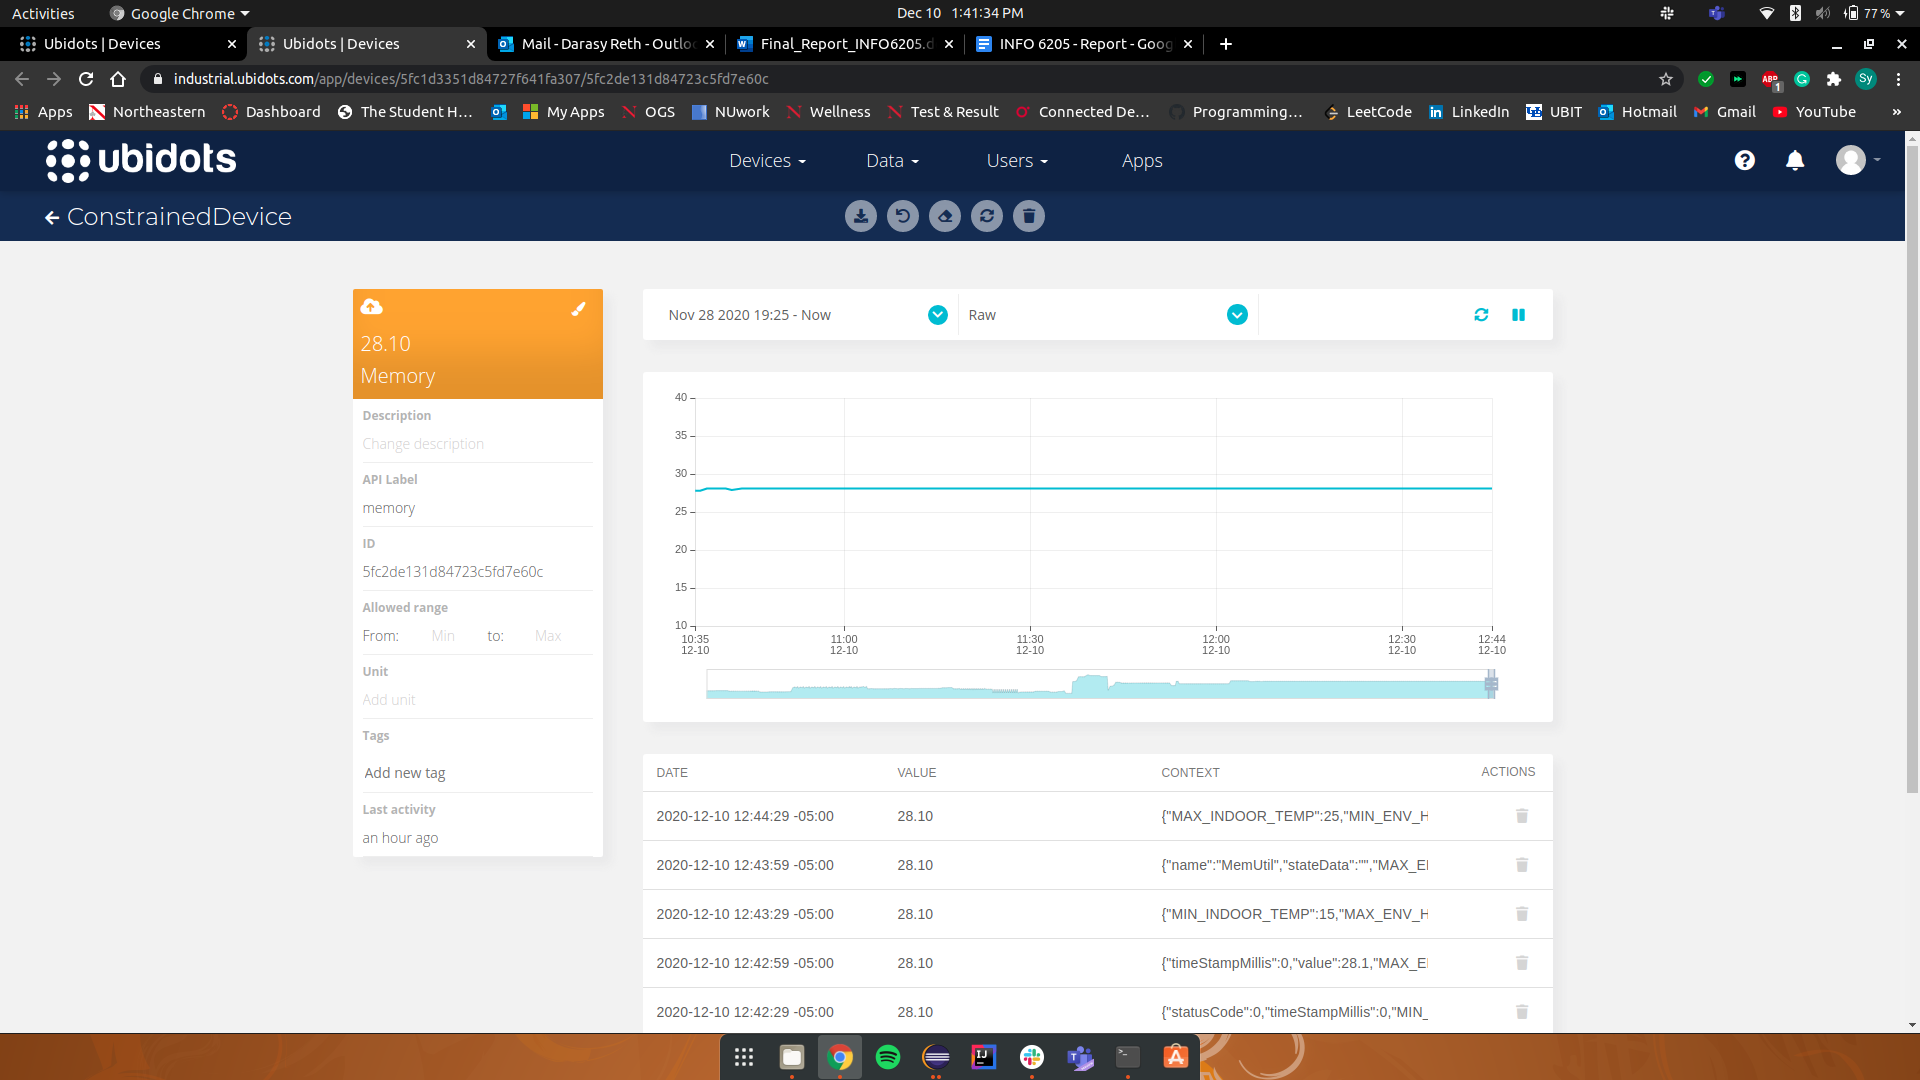 Activities
Google Chrome
Dec 10 1:41:34 PM
77 %
Ubidots | Devices
Ubidots | Devices
Mail - Darasy Reth - Outlo
Final_Report_INFO6205.d
INFO 6205 - Report - Goog
industrial.ubidots.com/app/devices/5fc1d3351d84727f641fa307/5fc2de131d84723c5fd7e60c
ABP
1
Sy
Apps
Northeastern
Dashboard
The Student H...
My Apps
OGS
NUwork
Wellness
Test & Result
Connected De...
Programming...
LeetCode
LinkedIn
UBIT
Hotmail
Gmail
YouTube
»
ubidots
Devices
Data
Users
Apps
ConstrainedDevice
28.10
Memory
Description
Change description
API Label
memory
ID
5fc2de131d84723c5fd7e60c
Allowed range
From: Min to: Max
Unit
Add unit
Tags
Add new tag
Last activity
an hour ago
Nov 28 2020 19:25 - Now
Raw
40
35
30
25
20
15
10
10:35 11:00 11:30 12:00 12:30 12:44
12-10 12-10 12-10 12-10 12-10 12-10
DATE VALUE CONTEXT ACTIONS
2020-12-10 12:44:29 -05:00 28.10 {"MAX_INDOOR_TEMP":25,"MIN_ENV_H
2020-12-10 12:43:59 -05:00 28.10 {"name":"MemUtil","stateData":"","MAX_EI
2020-12-10 12:43:29 -05:00 28.10 {"MIN_INDOOR_TEMP":15,"MAX_ENV_H
2020-12-10 12:42:59 -05:00 28.10 {"timeStampMillis":0,"value":28.1,"MAX_EI
2020-12-10 12:42:29 -05:00 28.10 {"statusCode":0,"timeStampMillis":0,"MIN_